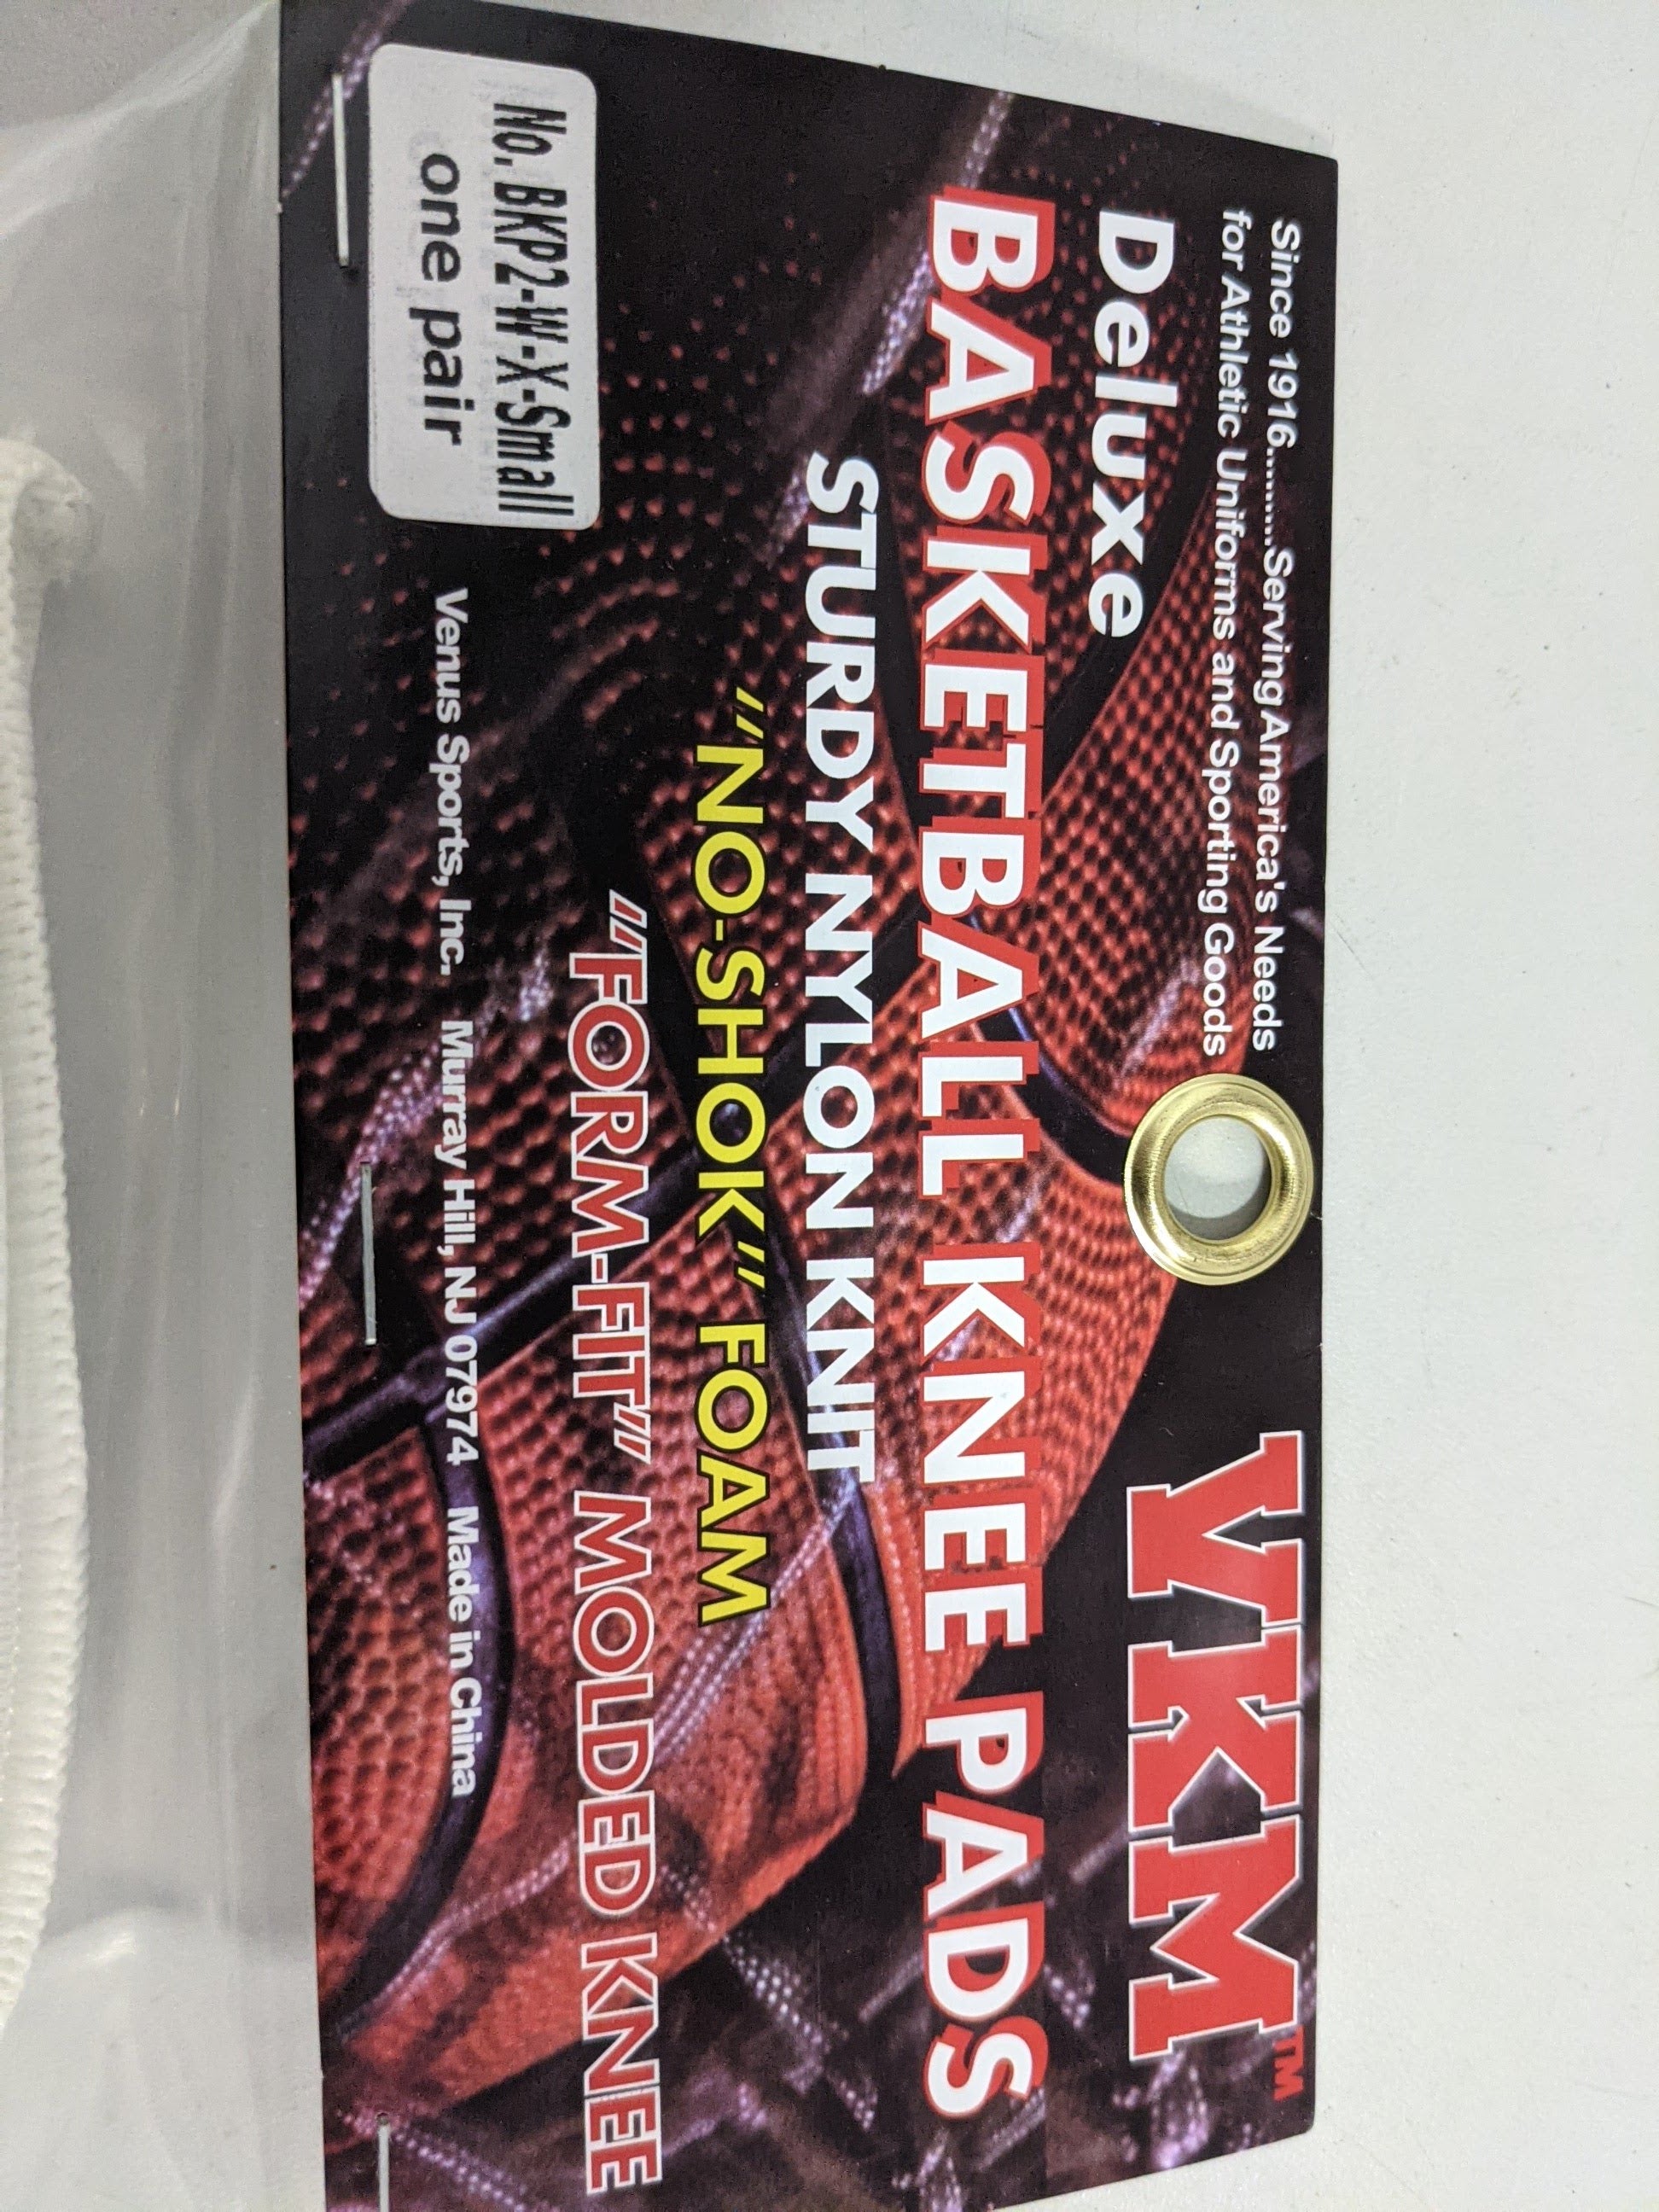 Since 1916.........Serving America's Needs
for Athletic Uniforms and Sporting Goods
VKM™
Deluxe
BASKETBALL KNEE PADS
STURDY NYLON KNIT
"NO-SHOK" FOAM
"FORM-FIT" MOLDED KNEE
No. BKP2-W-X-Small
one pair
Venus Sports, Inc. Murray Hill, NJ 07974 Made in China